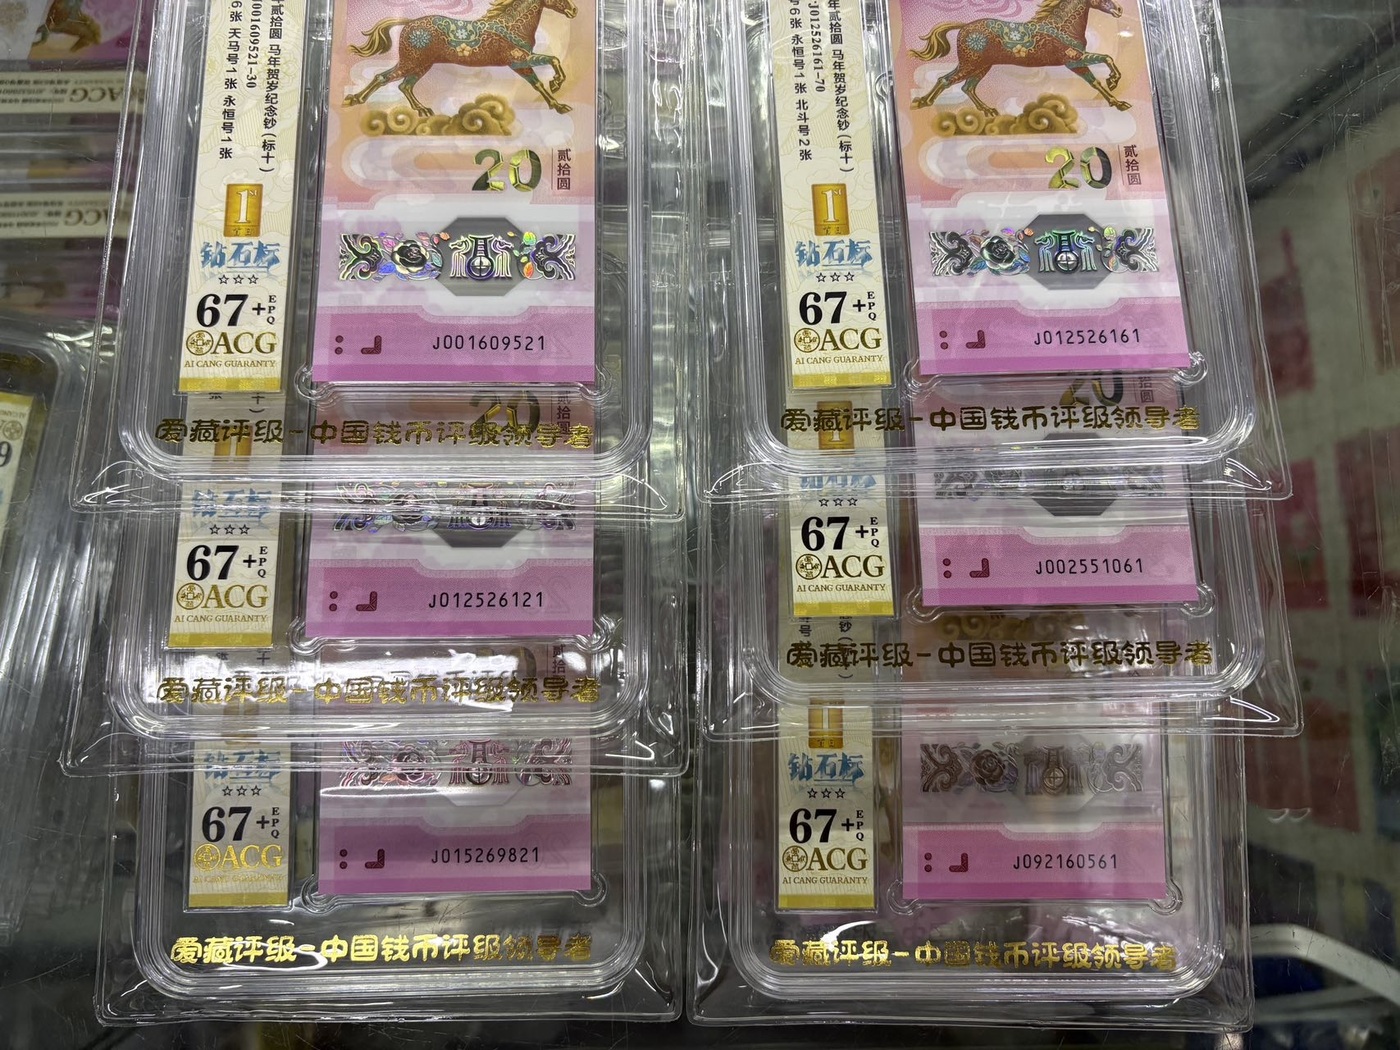 贰拾圆 马年贺岁纪念钞(标十)
J001609521-30
6张 天马号1张 永恒号1张
1st
钻石标
☆☆☆
67+EPQ
ACG
AI CANG GUARANTY
20
贰拾圆
J001609521
爱藏评级-中国钱币评级领导者
年贰拾圆 马年贺岁纪念钞(标十)
J012526161-70
号6张 永恒号1张 北斗号2张
1st
钻石标
☆☆☆
67+EPQ
ACG
AI CANG GUARANTY
20
贰拾圆
J012526161
爱藏评级-中国钱币评级领导者
20
钻石标
☆☆☆
67+EPQ
ACG
AI CANG GUARANTY
J012526121
爱藏评级-中国钱币评级领导者
20
☆☆☆
67+EPQ
ACG
AI CANG GUARANTY
J002551061
爱藏评级-中国钱币评级领导者
钻石标
☆☆☆
67+EPQ
ACG
AI CANG GUARANTY
J015269821
爱藏评级-中国钱币评级领导者
钻石标
☆☆☆
67+EPQ
ACG
AI CANG GUARANTY
J092160561
爱藏评级-中国钱币评级领导者
ACG
ACG